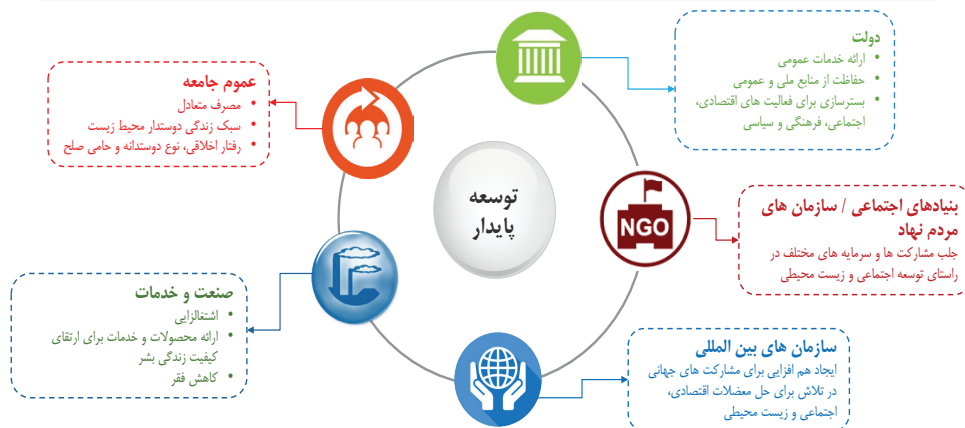 دولت
• ارائه خدمات عمومی
• حفاظت از منابع ملی و عمومی
• بسترسازی برای فعالیت های اقتصادی،
اجتماعی، فرهنگی و سیاسی
عموم جامعه
• مصرف متعادل
• سبک زندگی دوستدار محیط زیست
• رفتار اخلاقی، نوع دوستانه و حامی صلح
توسعه
پایدار
NGO
بنیادهای اجتماعی / سازمان های
مردم نهاد
جلب مشارکت ها و سرمایه های مختلف در
راستای توسعه اجتماعی و زیست محیطی
صنعت و خدمات
• اشتغالزایی
• ارائه محصولات و خدمات برای ارتقای
کیفیت زندگی بشر
• کاهش فقر
سازمان های بین المللی
ایجاد هم افزایی برای مشارکت های جهانی
در تلاش برای حل معضلات اقتصادی،
اجتماعی و زیست محیطی